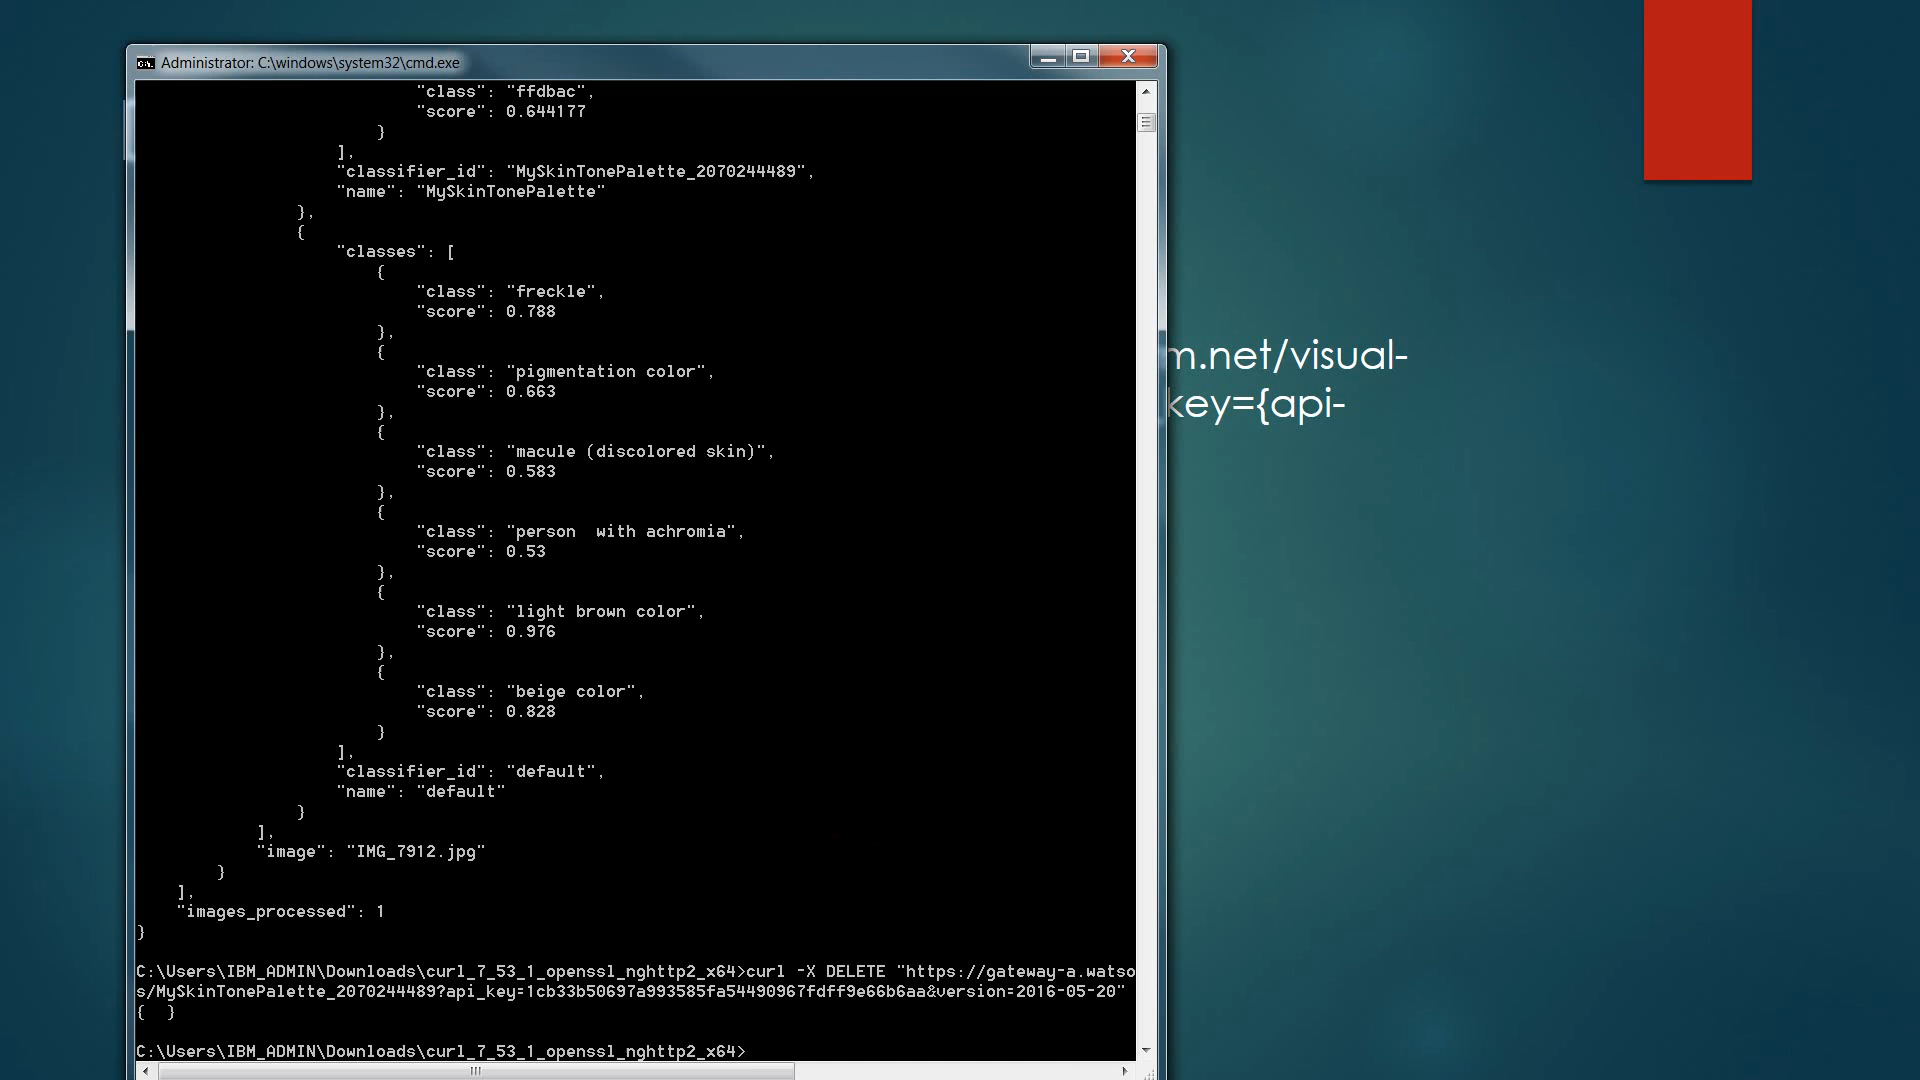 Administrator: C:\windows\system32\cmd.exe
"class": "ffdbac",
"score": 0.644177
}
],
"classifier_id": "MySkinTonePalette_2070244489",
"name": "MySkinTonePalette"
},
{
"classes": [
{
"class": "freckle",
"score": 0.788
},
{
"class": "pigmentation color",
"score": 0.663
},
{
"class": "macule (discolored skin)",
"score": 0.583
},
{
"class": "person  with achromia",
"score": 0.53
},
{
"class": "light brown color",
"score": 0.976
},
{
"class": "beige color",
"score": 0.828
}
],
"classifier_id": "default",
"name": "default"
}
],
"image": "IMG_7912.jpg"
}
],
"images_processed": 1
}
C:\Users\IBM_ADMIN\Downloads\curl_7_53_1_openssl_nghttp2_x64>curl -X DELETE "https://gateway-a.watso
s/MySkinTonePalette_2070244489?api_key=1cb33b50697a993585fa54490967fdff9e66b6aa&version=2016-05-20"
{  }
C:\Users\IBM_ADMIN\Downloads\curl_7_53_1_openssl_nghttp2_x64>
m.net/visual-
key={api-